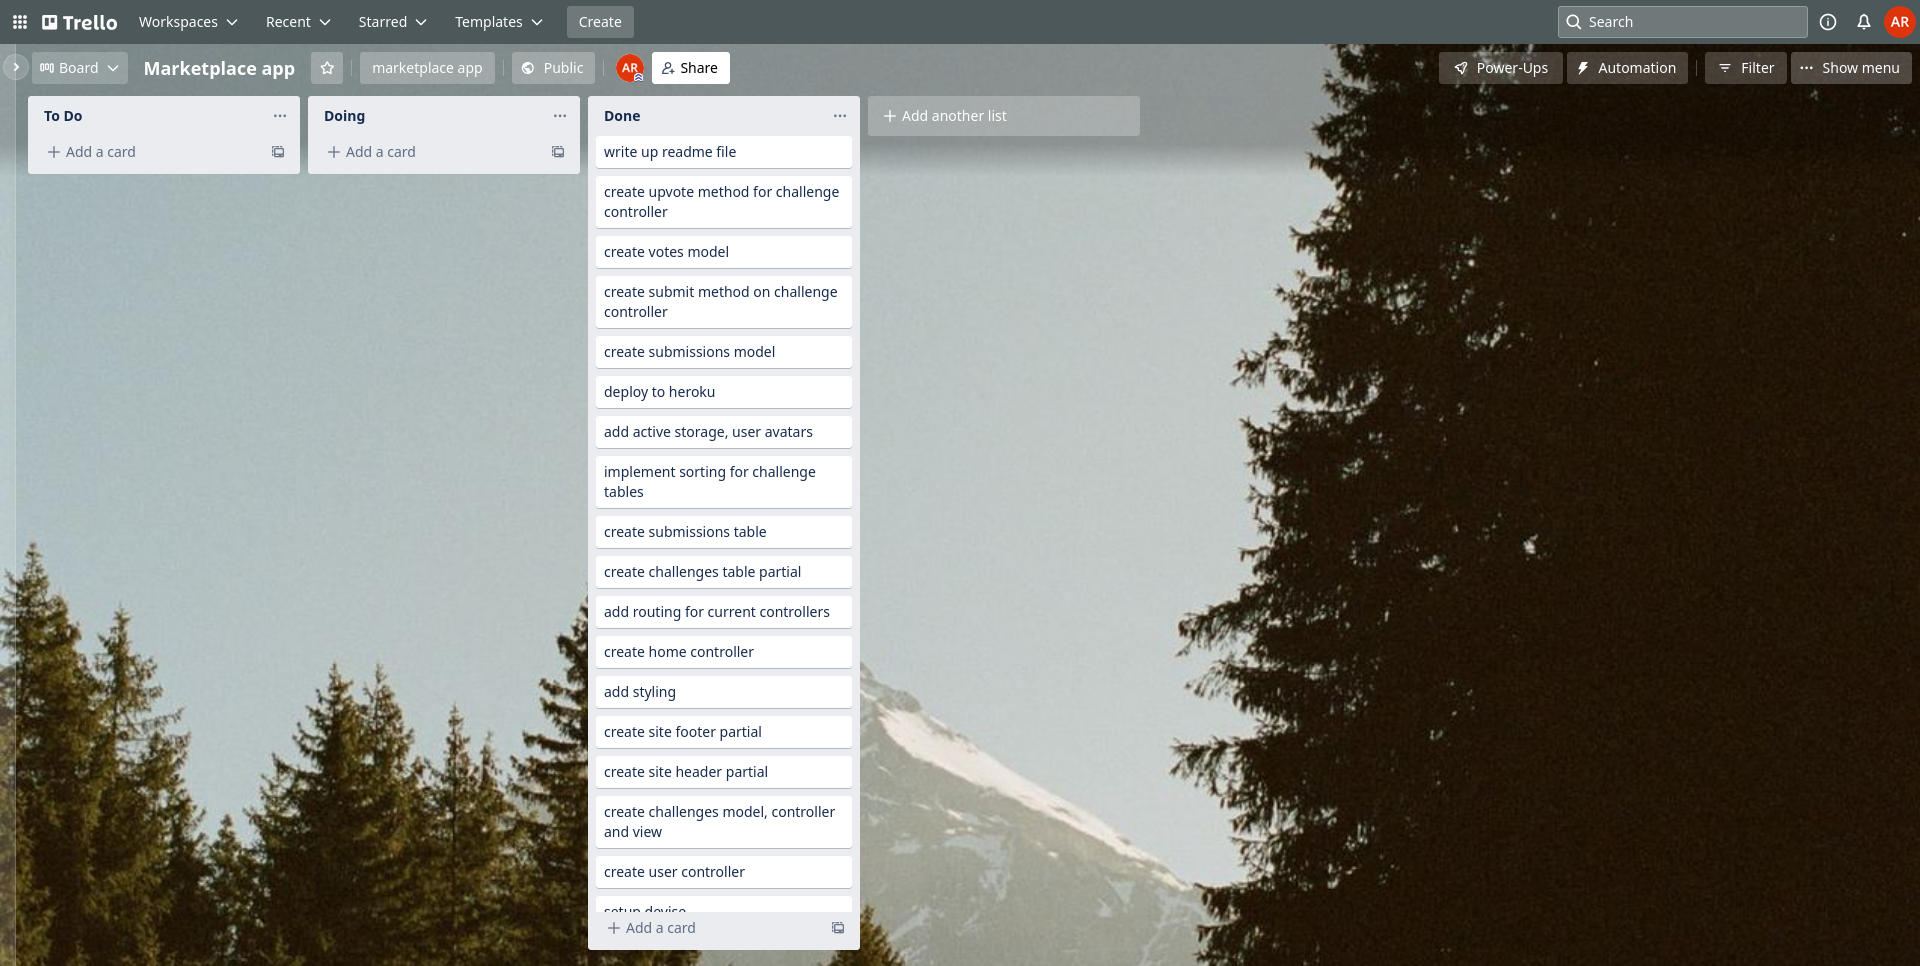 Trello
Workspaces
Recent
Starred
Templates
Create
Search
AR
Board
Marketplace app
marketplace app
Public
AR
Share
Power-Ups
Automation
Filter
Show menu
To Do
Add a card
Doing
Add a card
Done
write up readme file
create upvote method for challenge
controller
create votes model
create submit method on challenge
controller
create submissions model
deploy to heroku
add active storage, user avatars
implement sorting for challenge
tables
create submissions table
create challenges table partial
add routing for current controllers
create home controller
add styling
create site footer partial
create site header partial
create challenges model, controller
and view
create user controller
setup devise
Add a card
Add another list